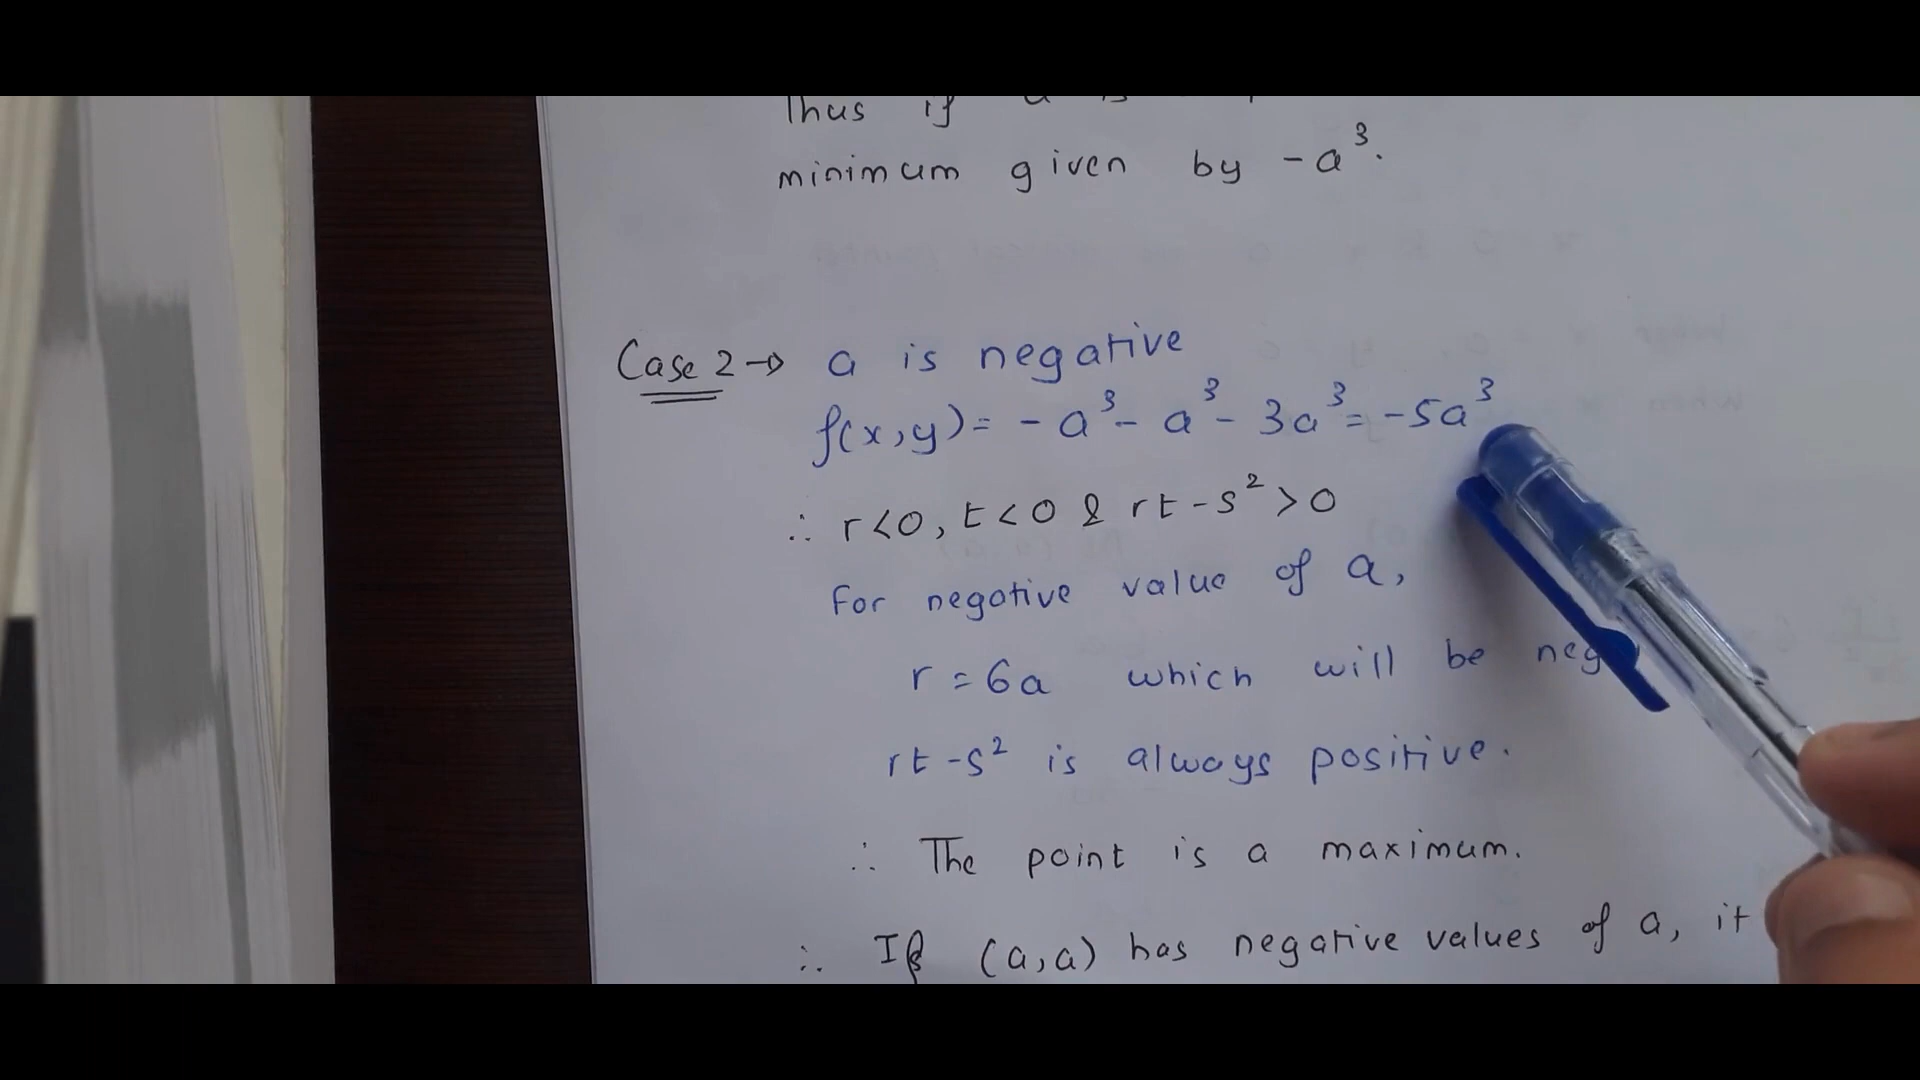 Thus if a is
minimum given by -a³.
Case 2→ a is negative
f(x,y)= -a³- a³- 3a³= -5a³
∴ r<0, t<0 & rt-s²>0
For negative value of a,
r = 6a which will be neg
rt-s² is always positive.
∴ The point is a maximum.
∴ If (a,a) has negative values of a, it